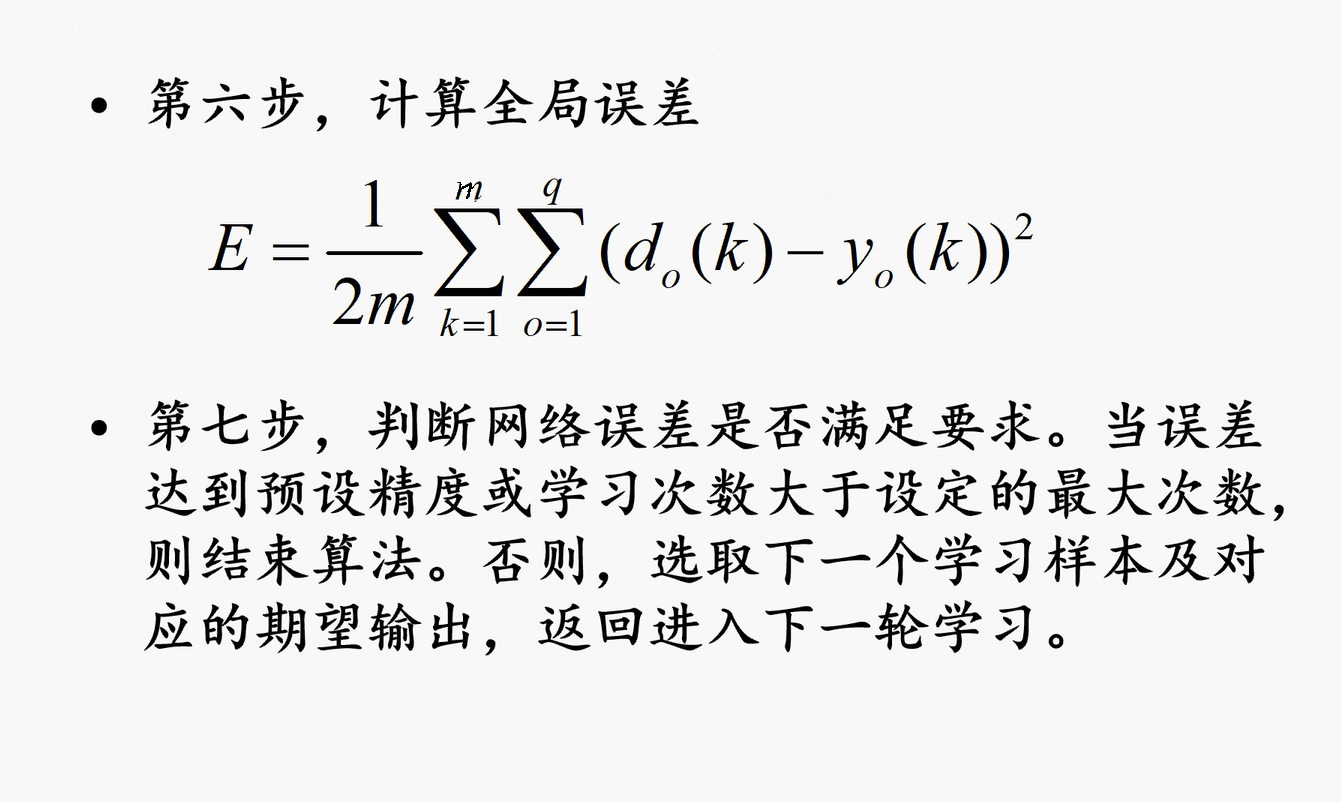 • 第六步，计算全局误差
$E = \frac{1}{2m}\sum_{k=1}^{m}\sum_{o=1}^{q}(d_o(k) - y_o(k))^2$
• 第七步，判断网络误差是否满足要求。当误差
达到预设精度或学习次数大于设定的最大次数，
则结束算法。否则，选取下一个学习样本及对
应的期望输出，返回进入下一轮学习。